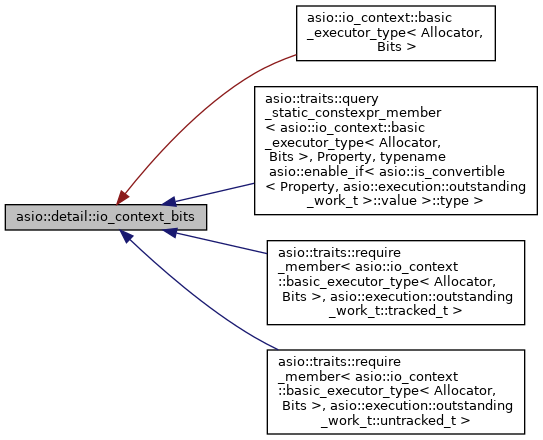 asio::io_context::basic
_executor_type< Allocator,
Bits >
asio::traits::query
_static_constexpr_member
< asio::io_context::basic
_executor_type< Allocator,
Bits >, Property, typename
asio::enable_if< asio::is_convertible
< Property, asio::execution::outstanding
_work_t >::value >::type >
asio::detail::io_context_bits
asio::traits::require
_member< asio::io_context
::basic_executor_type< Allocator,
Bits >, asio::execution::outstanding
_work_t::tracked_t >
asio::traits::require
_member< asio::io_context
::basic_executor_type< Allocator,
Bits >, asio::execution::outstanding
_work_t::untracked_t >